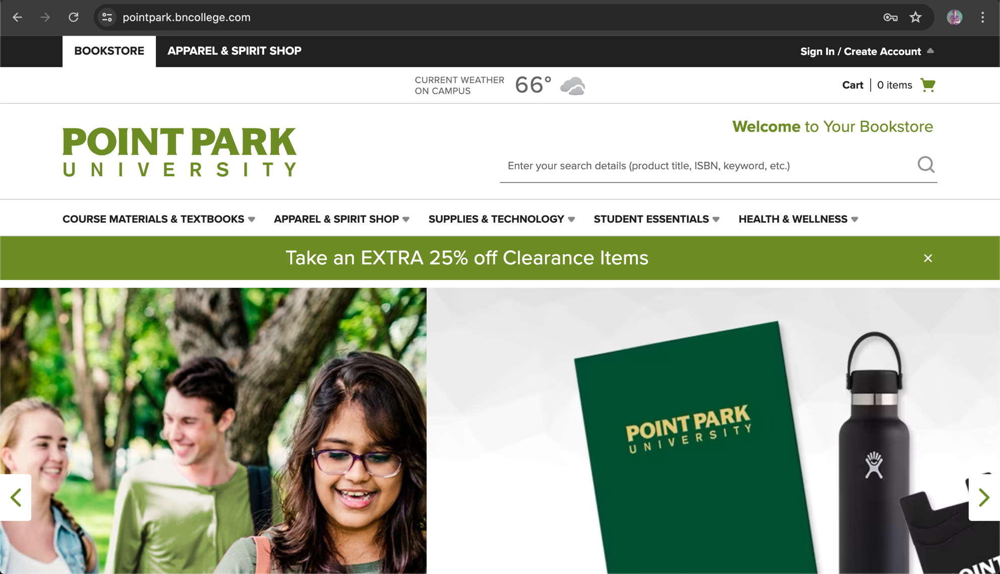 pointpark.bncollege.com
BOOKSTORE
APPAREL & SPIRIT SHOP
Sign In / Create Account
CURRENT WEATHER
ON CAMPUS
66°
Cart | 0 items
POINT PARK
UNIVERSITY
Welcome to Your Bookstore
Enter your search details (product title, ISBN, keyword, etc.)
COURSE MATERIALS & TEXTBOOKS
APPAREL & SPIRIT SHOP
SUPPLIES & TECHNOLOGY
STUDENT ESSENTIALS
HEALTH & WELLNESS
Take an EXTRA 25% off Clearance Items
POINT PARK
UNIVERSITY